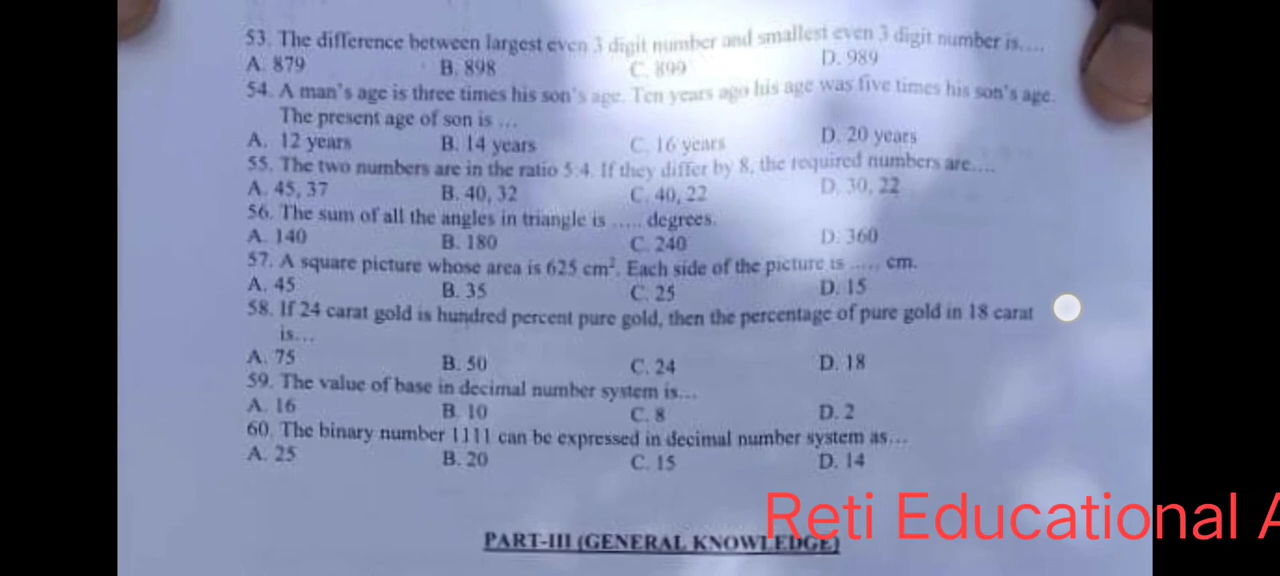 53. The difference between largest even 3 digit number and smallest even 3 digit number is....
A. 879 B. 898 C. 899 D. 989
54. A man's age is three times his son's age. Ten years ago his age was five times his son's age.
The present age of son is ...
A. 12 years B. 14 years C. 16 years D. 20 years
55. The two numbers are in the ratio 5:4. If they differ by 8, the required numbers are....
A. 45, 37 B. 40, 32 C. 40, 22 D. 30, 22
56. The sum of all the angles in triangle is ..... degrees.
A. 140 B. 180 C. 240 D. 360
57. A square picture whose area is 625 cm². Each side of the picture is ..... cm.
A. 45 B. 35 C. 25 D. 15
58. If 24 carat gold is hundred percent pure gold, then the percentage of pure gold in 18 carat
is...
A. 75 B. 50 C. 24 D. 18
59. The value of base in decimal number system is...
A. 16 B. 10 C. 8 D. 2
60. The binary number 1111 can be expressed in decimal number system as...
A. 25 B. 20 C. 15 D. 14
Reti Educational A
PART-III (GENERAL KNOWLEDGE)